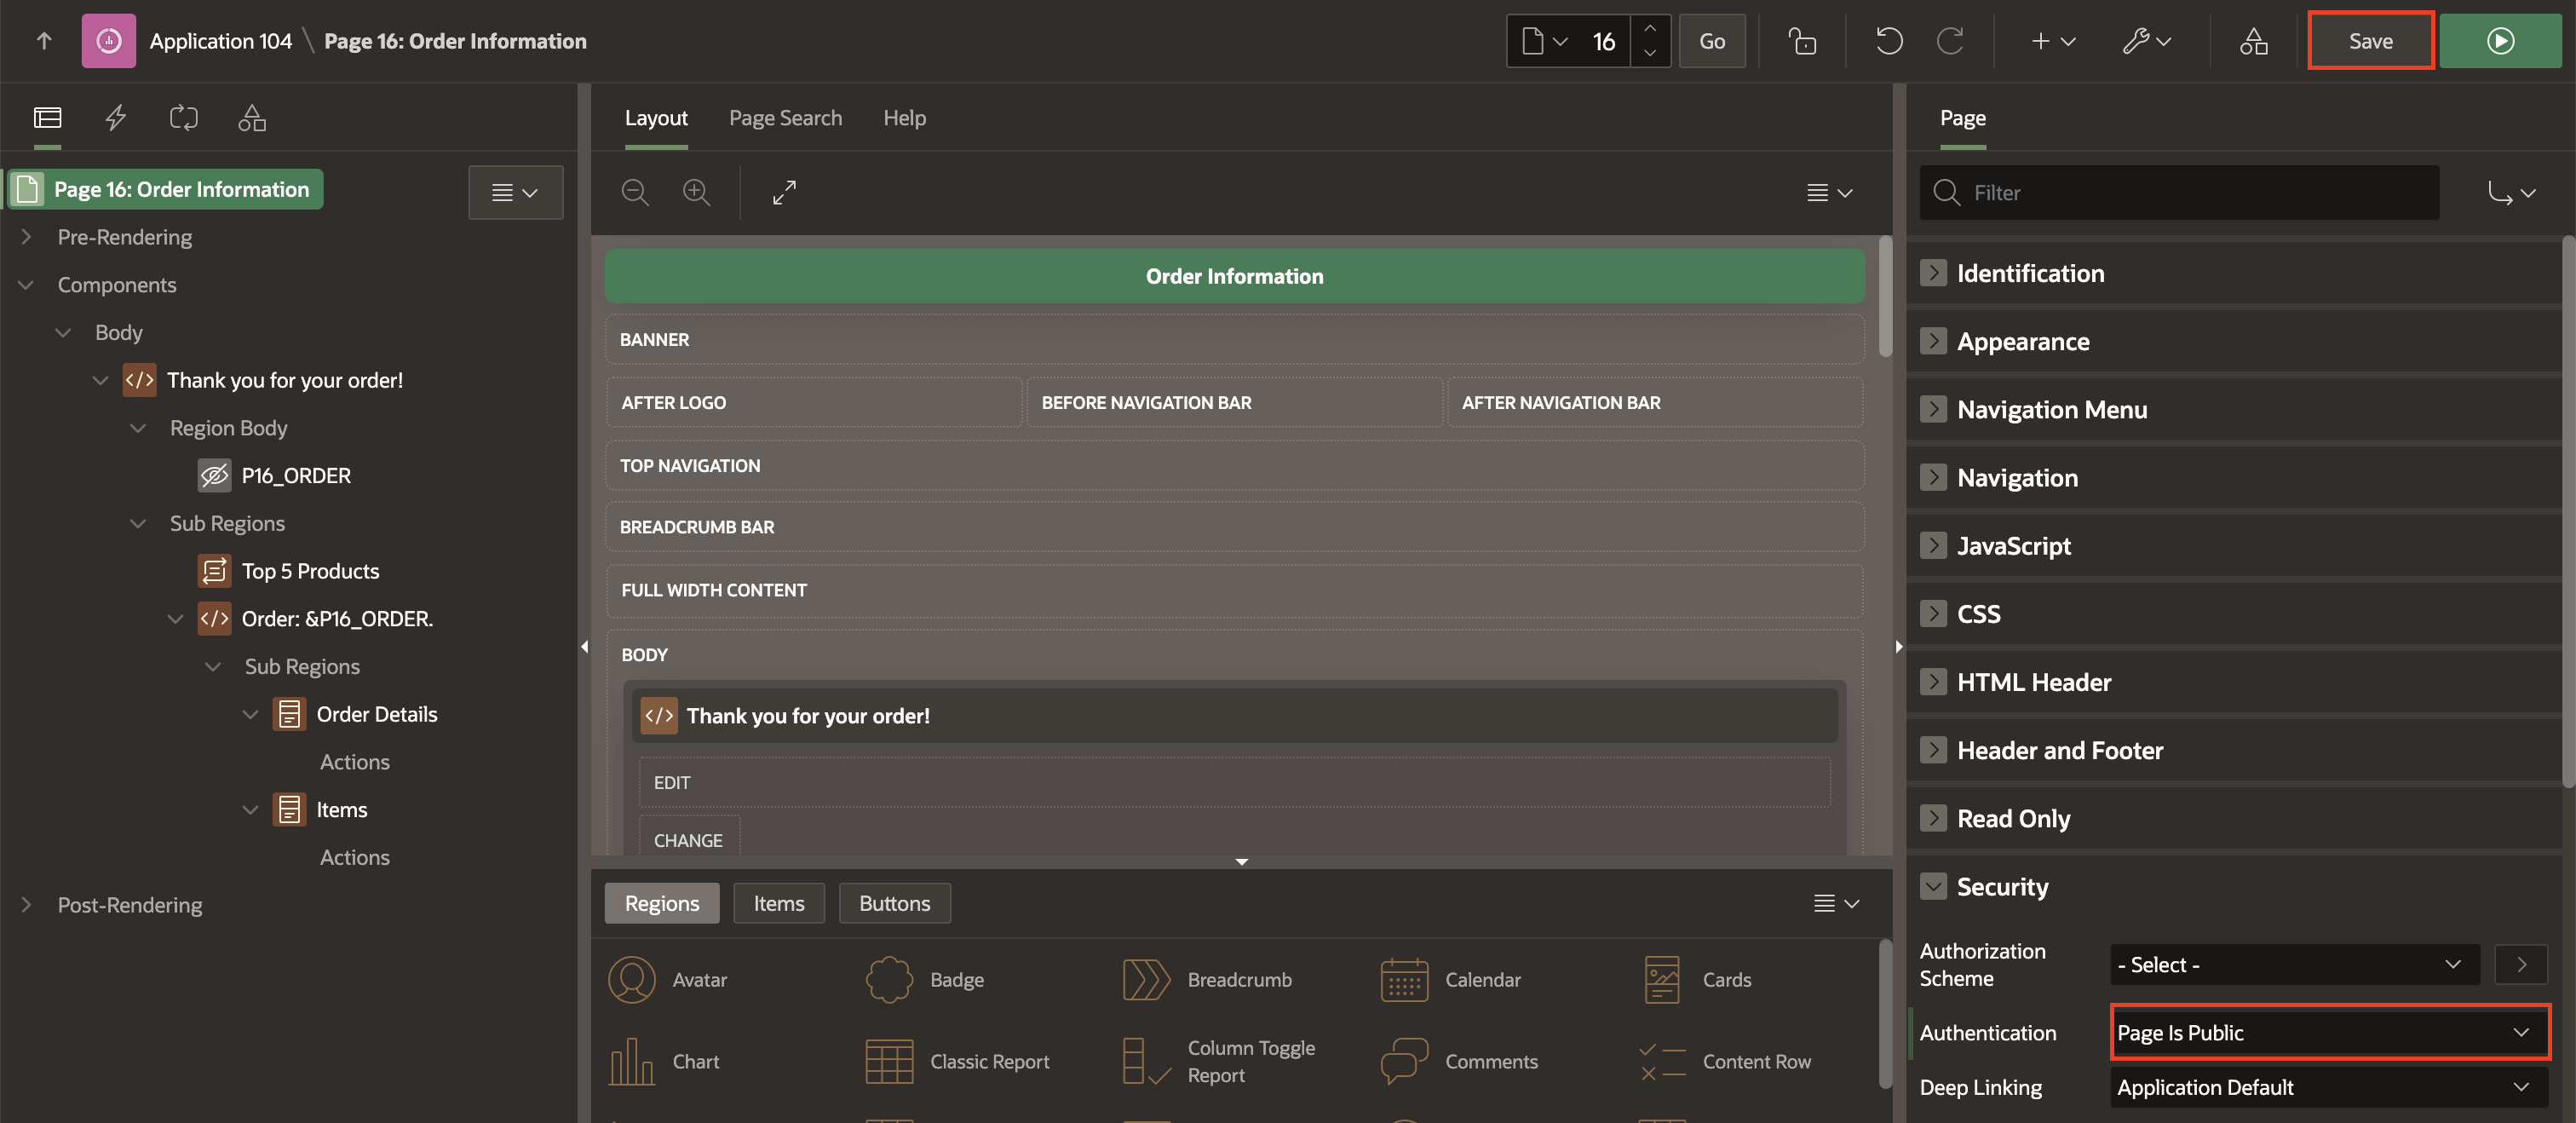 Application 104 \ Page 16: Order Information
16
Go
Save
Layout
Page Search
Help
Page
Page 16: Order Information
Pre-Rendering
Components
Body
Thank you for your order!
Region Body
P16_ORDER
Sub Regions
Top 5 Products
Order: &P16_ORDER.
Sub Regions
Order Details
Actions
Items
Actions
Post-Rendering
Order Information
BANNER
AFTER LOGO
BEFORE NAVIGATION BAR
AFTER NAVIGATION BAR
TOP NAVIGATION
BREADCRUMB BAR
FULL WIDTH CONTENT
BODY
Thank you for your order!
EDIT
CHANGE
Regions
Items
Buttons
Avatar
Badge
Breadcrumb
Calendar
Cards
Chart
Classic Report
Column Toggle
Report
Comments
Content Row
Filter
Identification
Appearance
Navigation Menu
Navigation
JavaScript
CSS
HTML Header
Header and Footer
Read Only
Security
Authorization
Scheme
- Select -
Authentication
Page Is Public
Deep Linking
Application Default